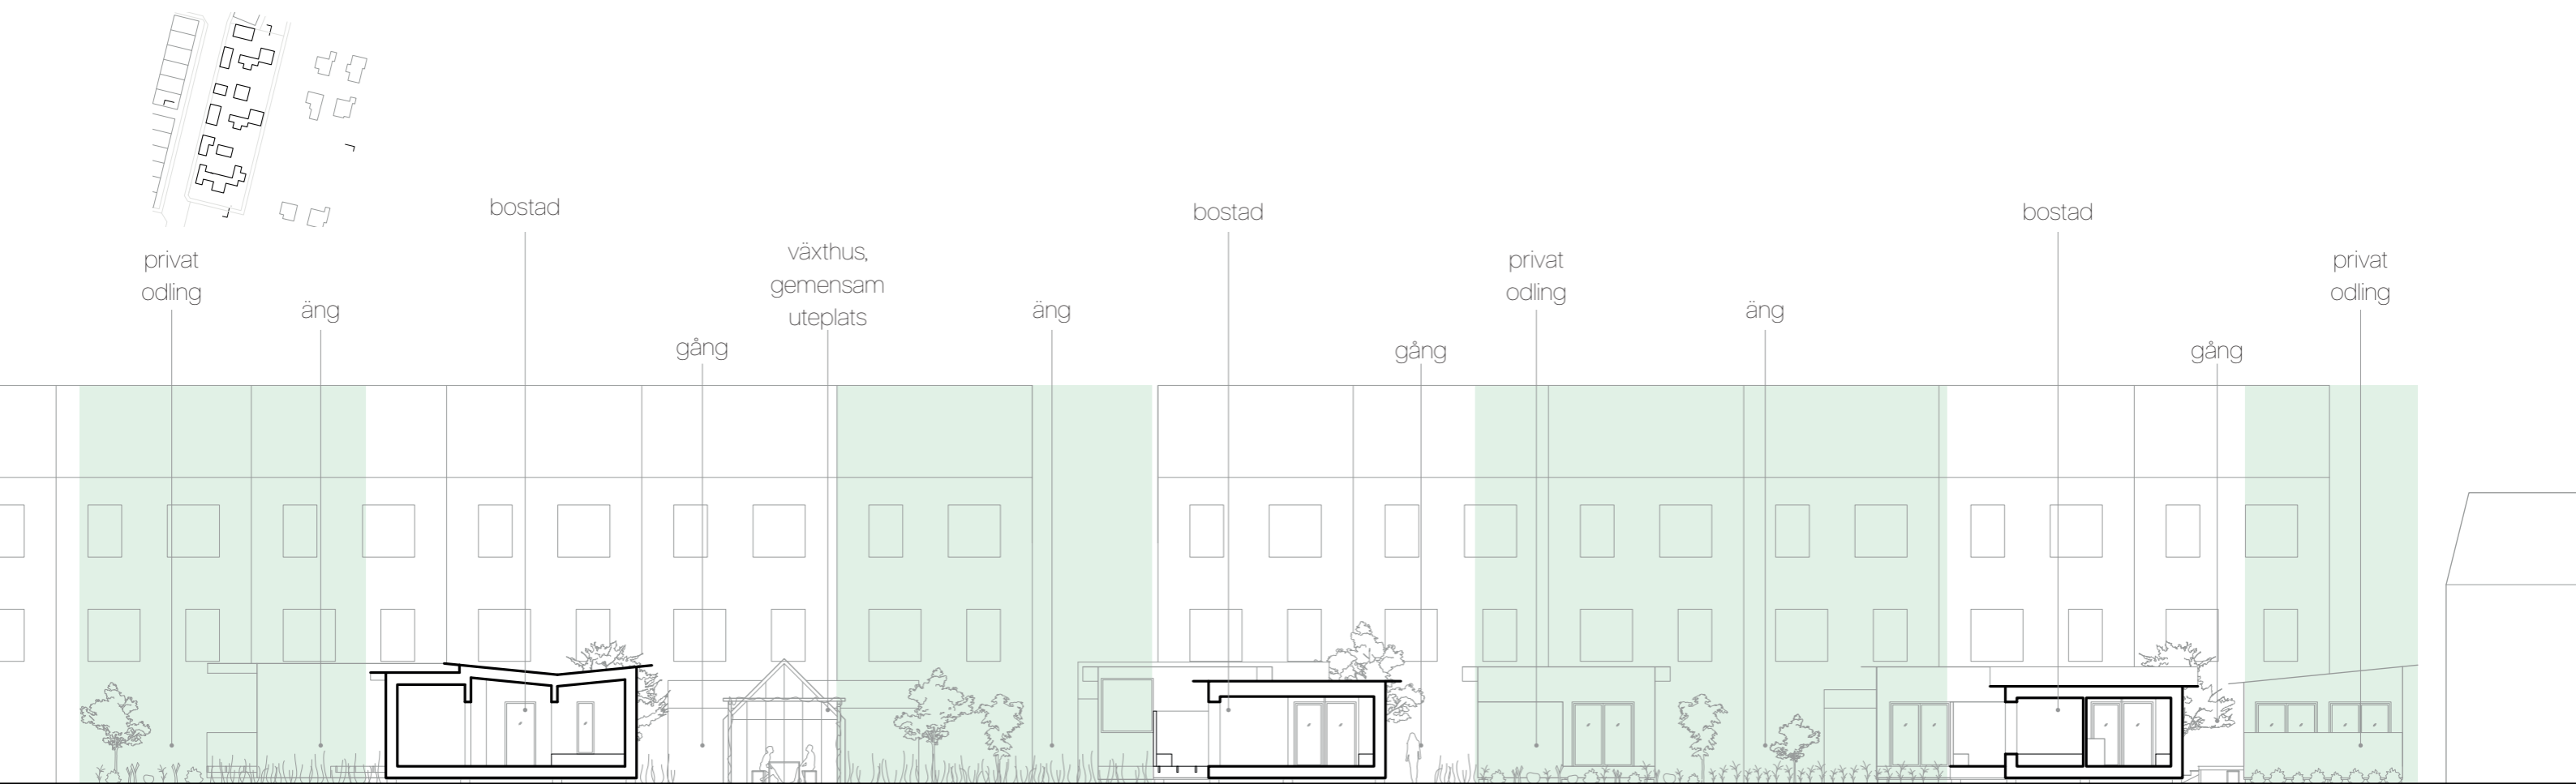 privat
odling
äng
bostad
gång
växthus,
gemensam
uteplats
äng
bostad
gång
privat
odling
äng
bostad
gång
privat
odling